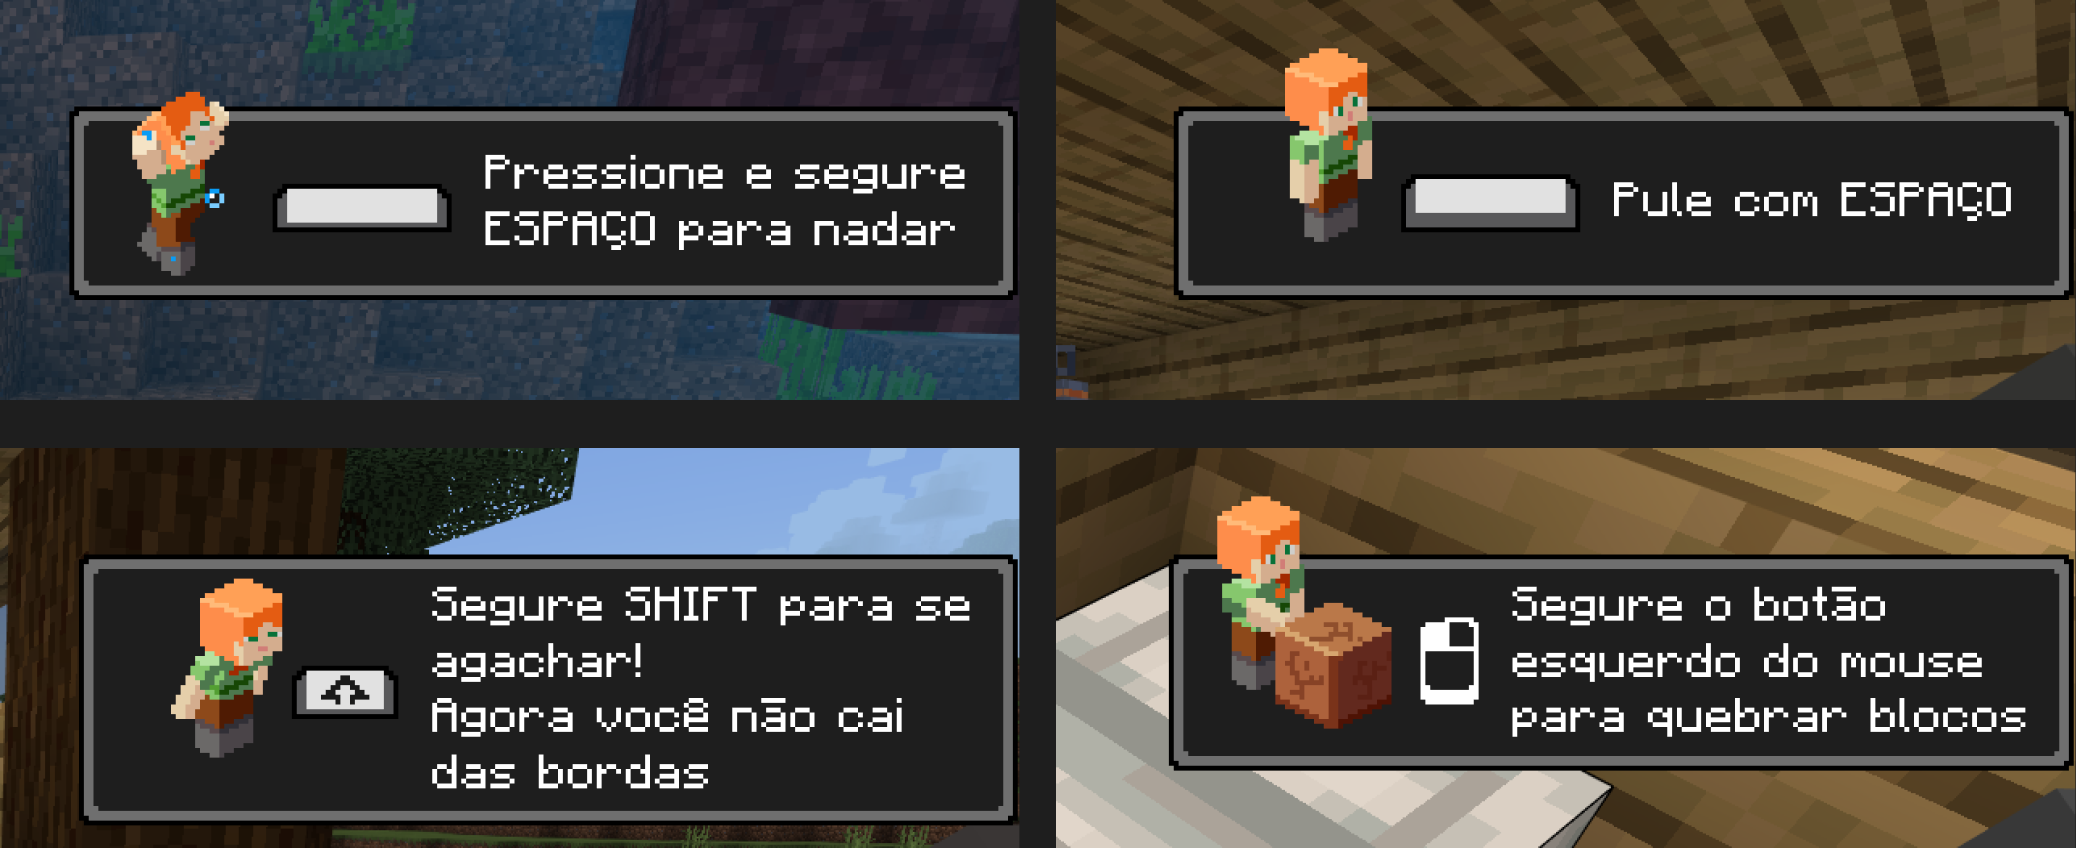 Pressione e segure
ESPAÇO para nadar
Pule com ESPAÇO
Segure SHIFT para se
agachar!
Agora você não cai
das bordas
Segure o botão
esquerdo do mouse
para quebrar blocos